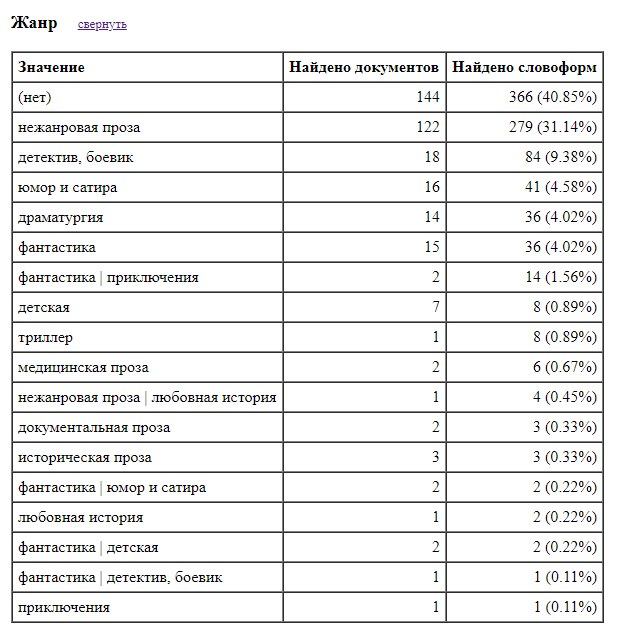 Жанр свернуть
Значение Найдено документов Найдено словоформ
(нет) 144 366 (40.85%)
нежанровая проза 122 279 (31.14%)
детектив, боевик 18 84 (9.38%)
юмор и сатира 16 41 (4.58%)
драматургия 14 36 (4.02%)
фантастика 15 36 (4.02%)
фантастика | приключения 2 14 (1.56%)
детская 7 8 (0.89%)
триллер 1 8 (0.89%)
медицинская проза 2 6 (0.67%)
нежанровая проза | любовная история 1 4 (0.45%)
документальная проза 2 3 (0.33%)
историческая проза 3 3 (0.33%)
фантастика | юмор и сатира 2 2 (0.22%)
любовная история 1 2 (0.22%)
фантастика | детская 2 2 (0.22%)
фантастика | детектив, боевик 1 1 (0.11%)
приключения 1 1 (0.11%)